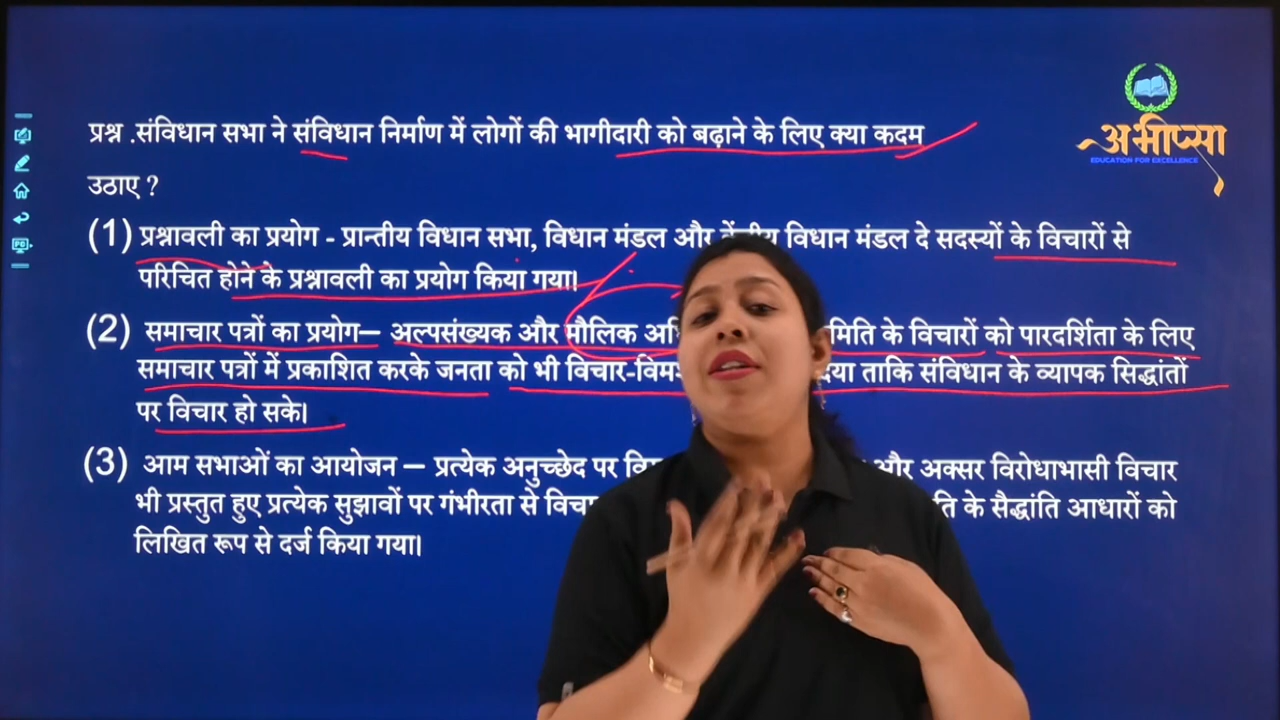 प्रश्न .संविधान सभा ने संविधान निर्माण में लोगों की भागीदारी को बढ़ाने के लिए क्या कदम
उठाए ?
(1) प्रश्नावली का प्रयोग - प्रान्तीय विधान सभा, विधान मंडल और विधान मंडल दे सदस्यों के विचारों से
परिचित होने के प्रश्नावली का प्रयोग किया गया।
(2) समाचार पत्रों का प्रयोग– अल्पसंख्यक और मौलिक के विचारों को पारदर्शिता के लिए
समाचार पत्रों में प्रकाशित करके जनता को भी ताकि संविधान के व्यापक सिद्धांतों
पर विचार हो सके।
(3) आम सभाओं का आयोजन – प्रत्येक अनुच्छेद पर और अक्सर विरोधाभासी विचार
भी प्रस्तुत हुए प्रत्येक सुझावों पर गंभीरता से के सैद्धांति आधारों को
लिखित रूप से दर्ज किया गया।
अभीप्सा
EDUCATION FOR EXCELLENCE